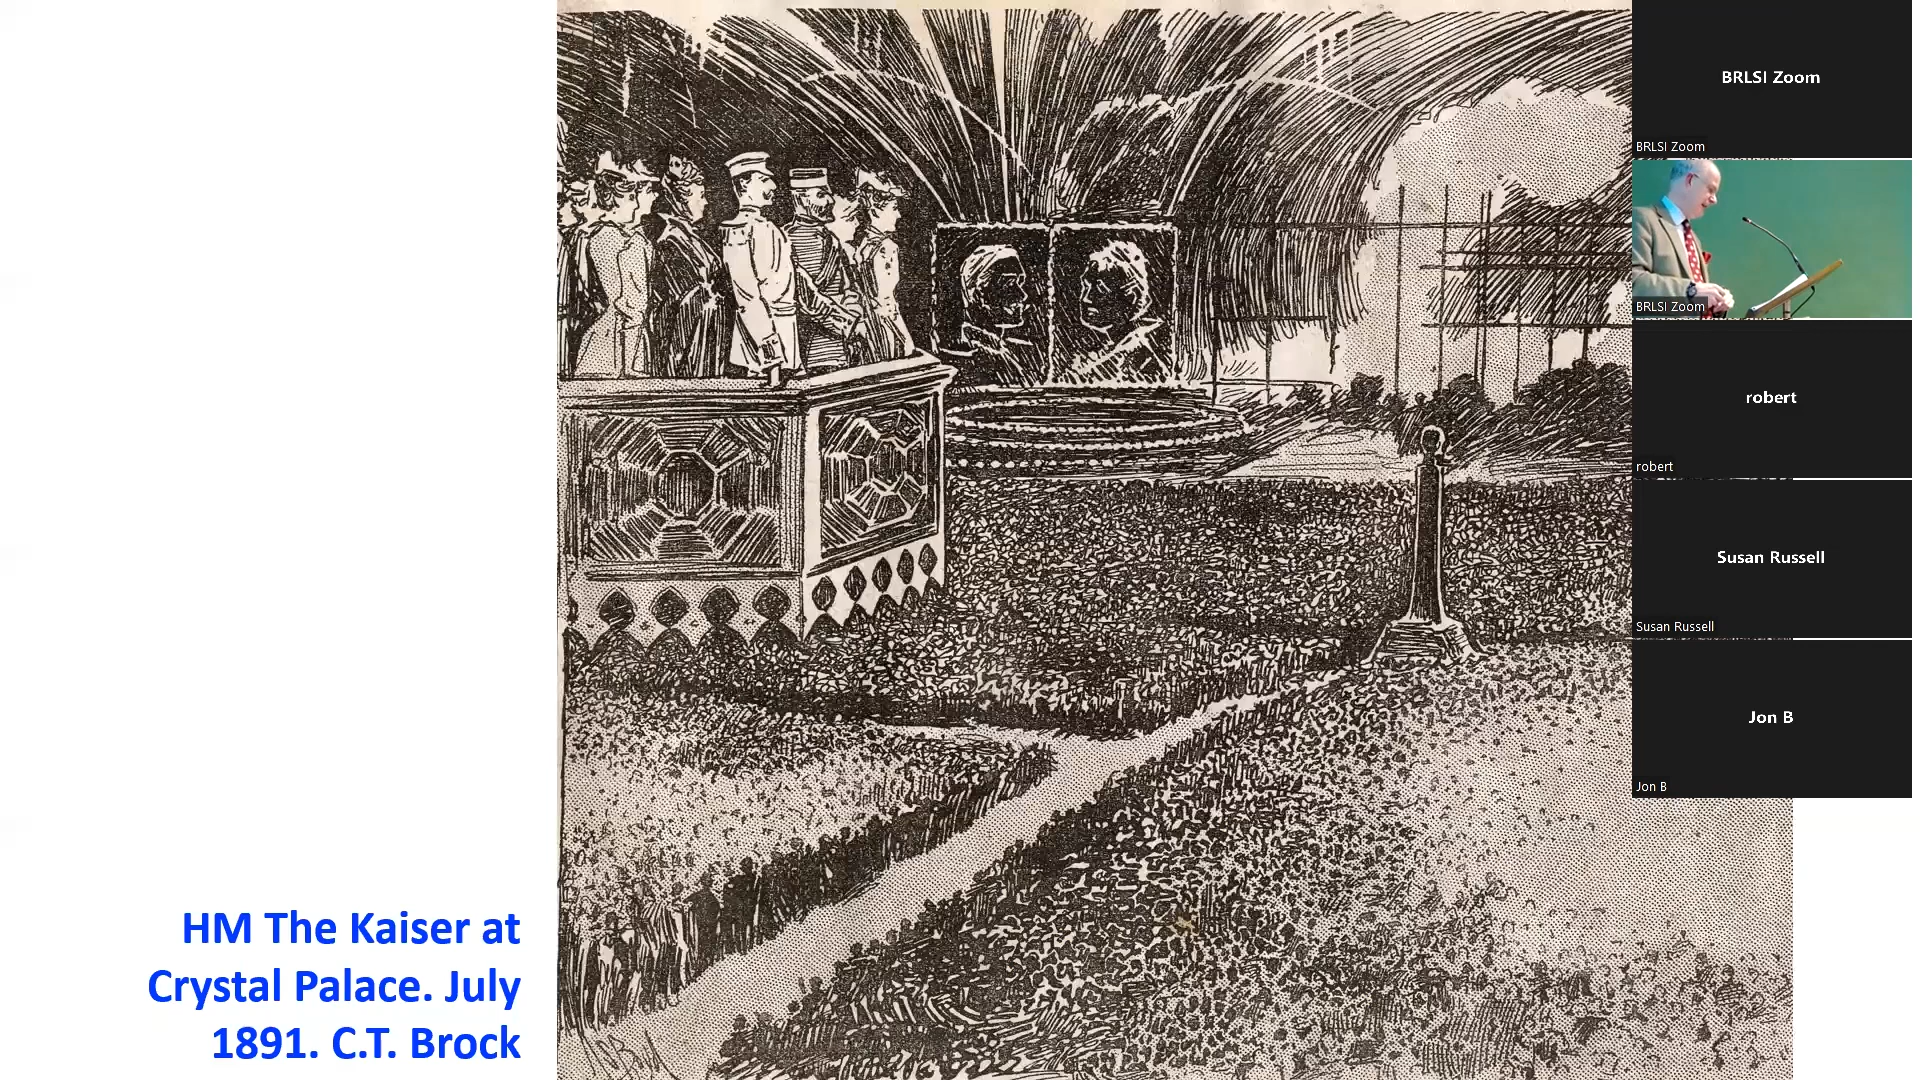 HM The Kaiser at
Crystal Palace. July
1891. C.T. Brock
BRLSI Zoom
BRLSI Zoom
BRLSI Zoom
robert
robert
Susan Russell
Susan Russell
Jon B
Jon B